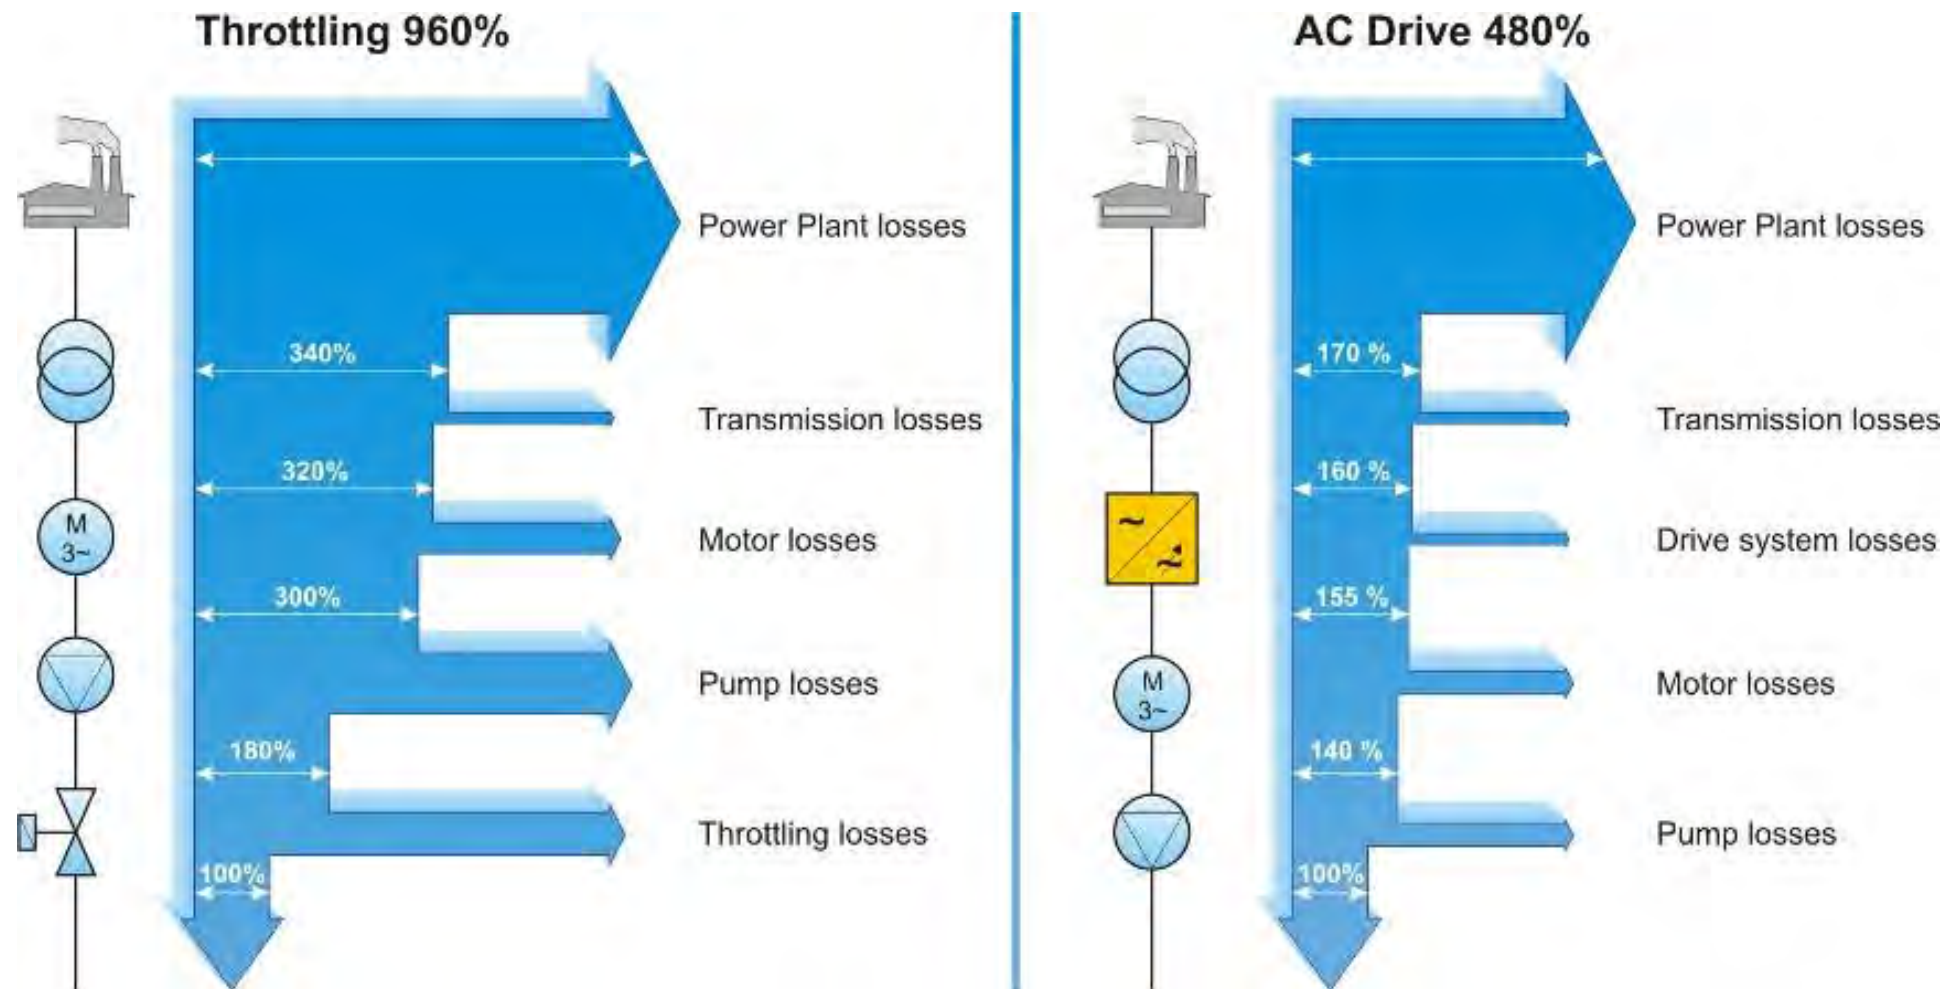 Throttling 960%
Power Plant losses
340%
Transmission losses
320%
M
3~
Motor losses
300%
Pump losses
180%
Throttling losses
100%
AC Drive 480%
Power Plant losses
170 %
Transmission losses
160 %
~
~
Drive system losses
155 %
M
3~
Motor losses
140 %
Pump losses
100%